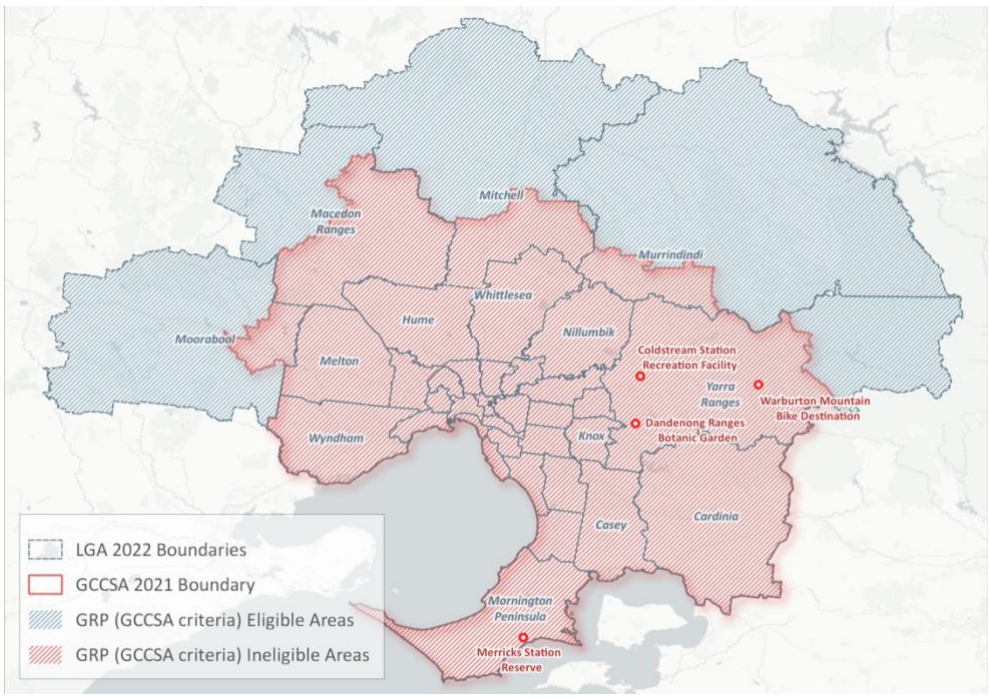 Mitchell
Macedon
Ranges
Murrindindi
Whittlesea
Hume
Nillumbik
Moorabool
Melton
Coldstream Station
Recreation Facility
Yarra
Ranges
Warburton Mountain
Bike Destination
Dandenong Ranges
Botanic Garden
Knox
Wyndham
Casey
Cardinia
Mornington
Peninsula
Merricks Station
Reserve
LGA 2022 Boundaries
GCCSA 2021 Boundary
GRP (GCCSA criteria) Eligible Areas
GRP (GCCSA criteria) Ineligible Areas